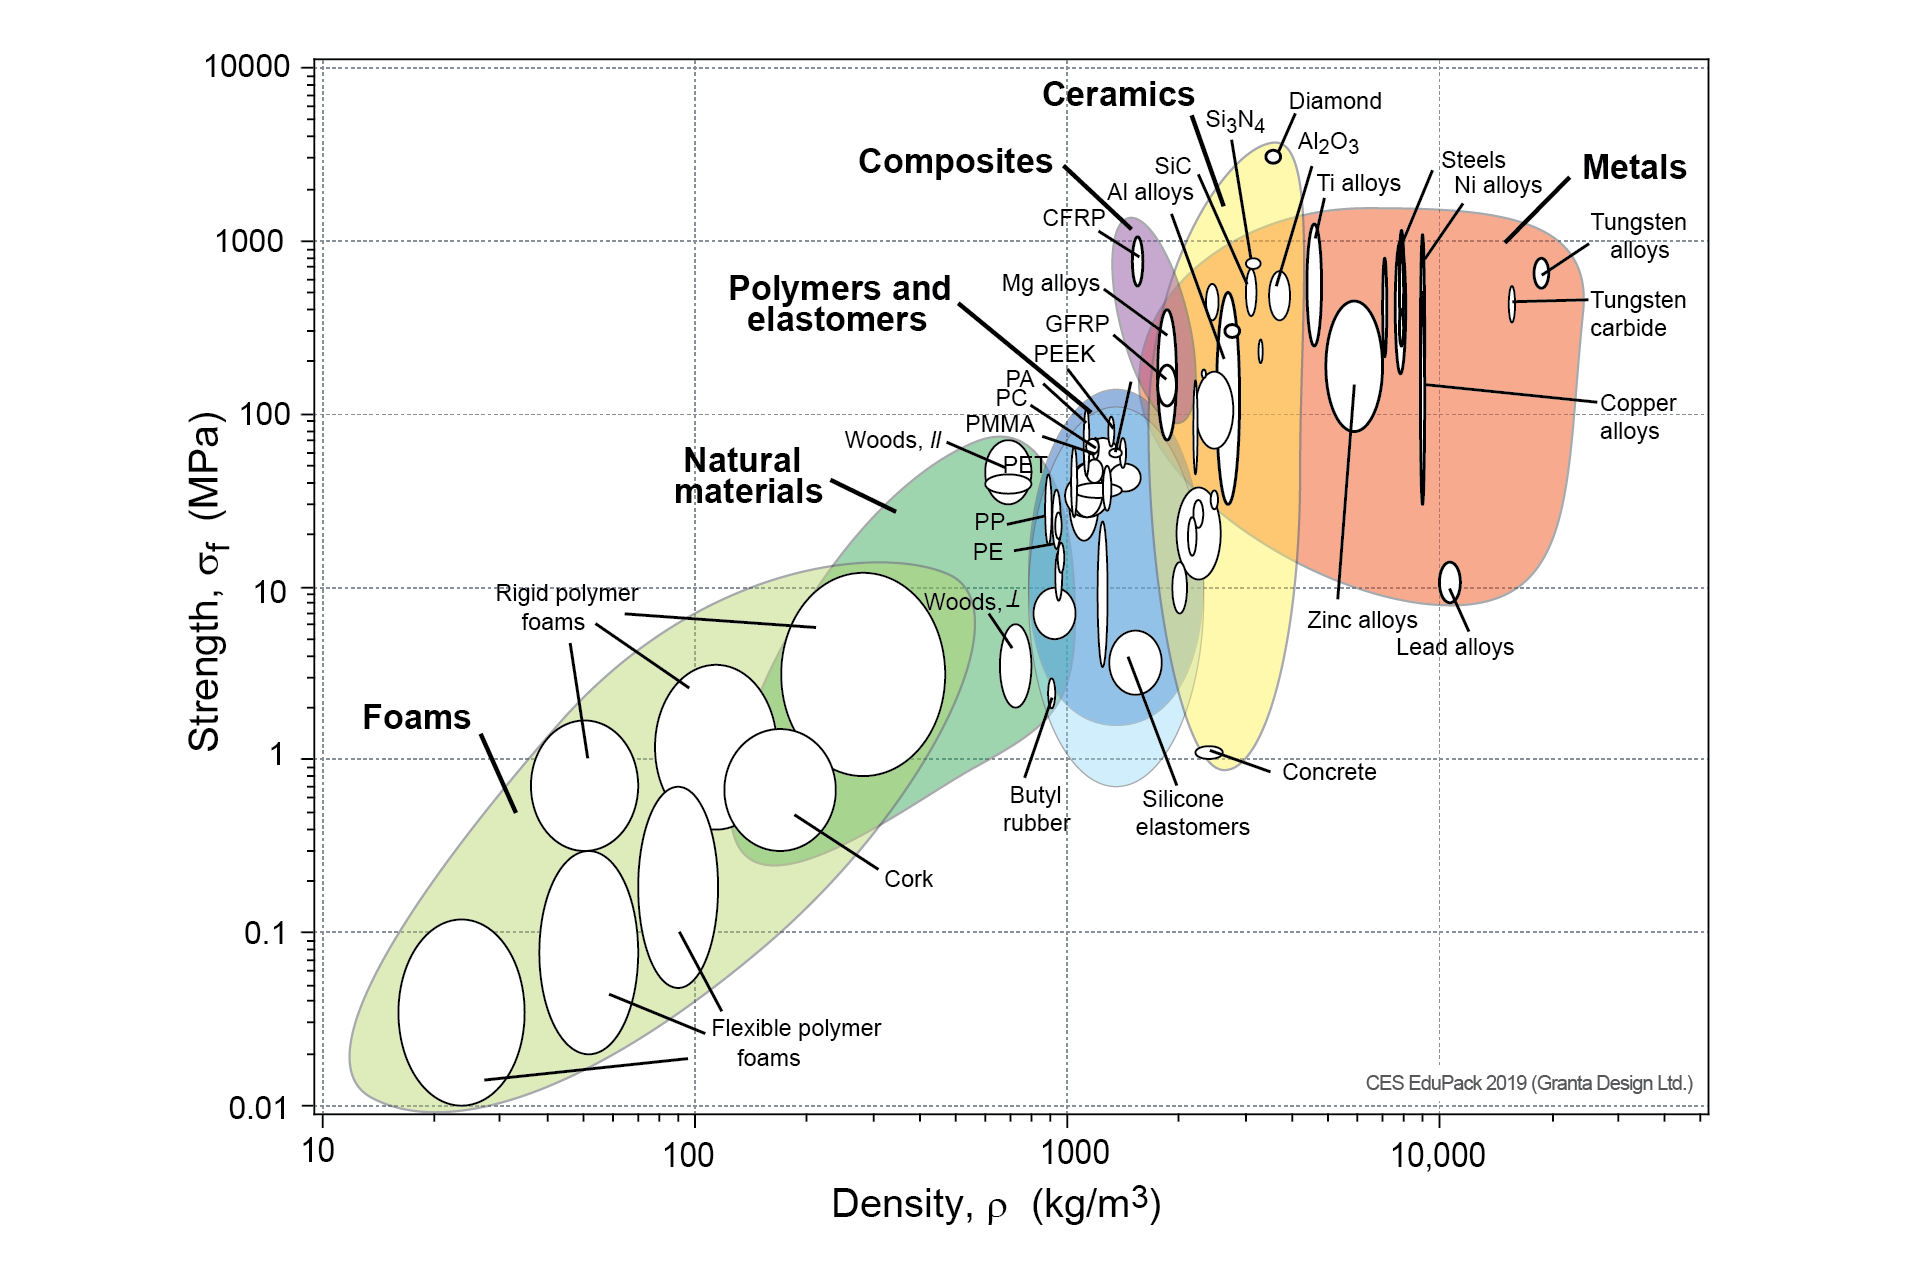 10000
1000
100
10
1
0.1
0.01
Strength, σf (MPa)
10
100
1000
10,000
Density, ρ (kg/m3)
Ceramics
Diamond
Si3N4
Al2O3
Composites
SiC
Steels
Metals
Al alloys
Ti alloys
Ni alloys
CFRP
Tungsten
alloys
Polymers and
elastomers
Mg alloys
Tungsten
carbide
GFRP
PEEK
PA
PC
PMMA
Copper
alloys
Woods, //
PET
Natural
materials
PP
PE
Rigid polymer
foams
Woods, ⊥
Zinc alloys
Lead alloys
Foams
Concrete
Butyl
rubber
Silicone
elastomers
Cork
Flexible polymer
foams
CES EduPack 2019 (Granta Design Ltd.)